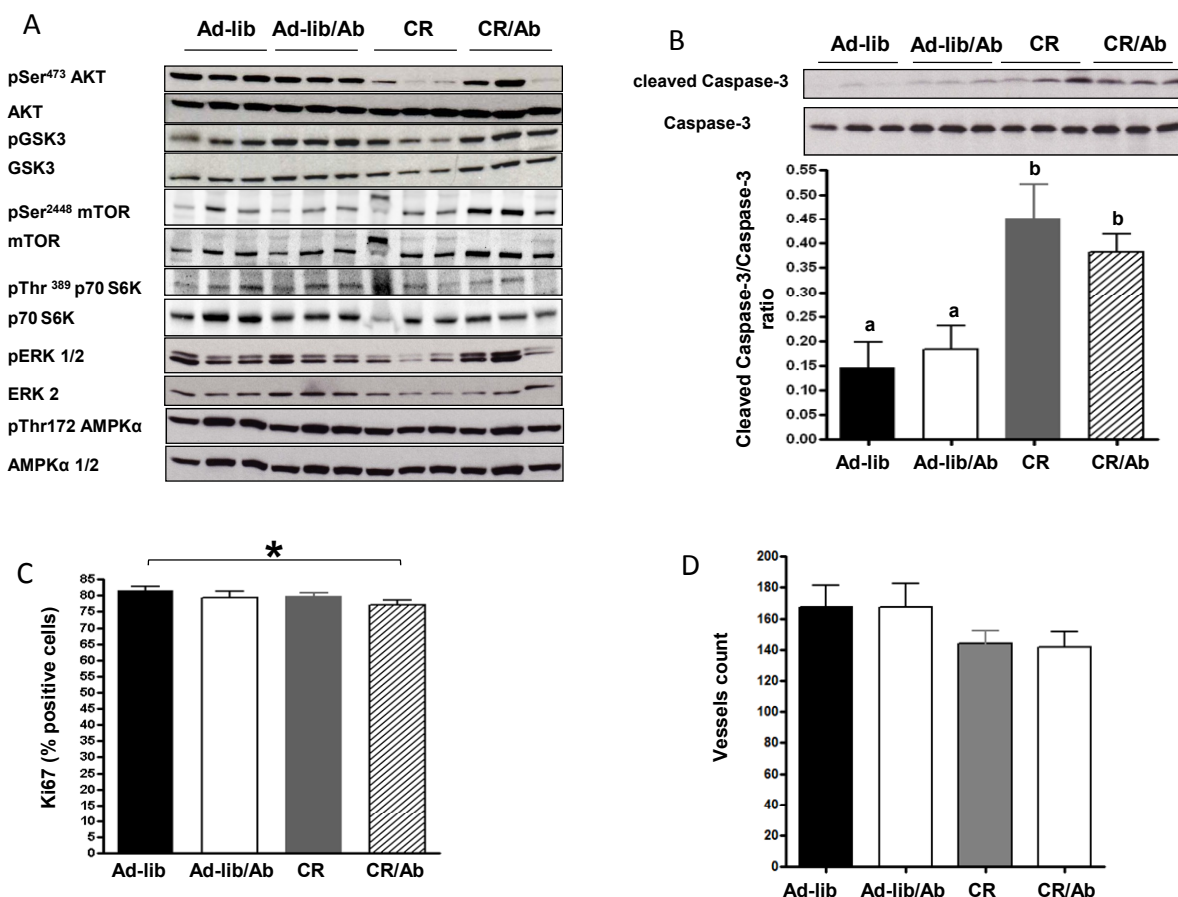 A
Ad-lib Ad-lib/Ab CR CR/Ab
pSer⁴⁷³ AKT
AKT
pGSK3
GSK3
pSer²⁴⁴⁸ mTOR
mTOR
pThr ³⁸⁹ p70 S6K
p70 S6K
pERK 1/2
ERK 2
pThr172 AMPKα
AMPKα 1/2
B
Ad-lib Ad-lib/Ab CR CR/Ab
cleaved Caspase-3
Caspase-3
Cleaved Caspase-3/Caspase-3
ratio
0.55
0.50
0.45
0.40
0.35
0.30
0.25
0.20
0.15
0.10
0.05
0.00
a
a
b
b
Ad-lib Ad-lib/Ab CR CR/Ab
C
*
Ki67 (% positive cells)
85
80
75
70
65
60
55
50
45
40
35
30
25
20
15
10
5
0
Ad-lib Ad-lib/Ab CR CR/Ab
D
Vessels count
200
180
160
140
120
100
80
60
40
20
0
Ad-lib Ad-lib/Ab CR CR/Ab